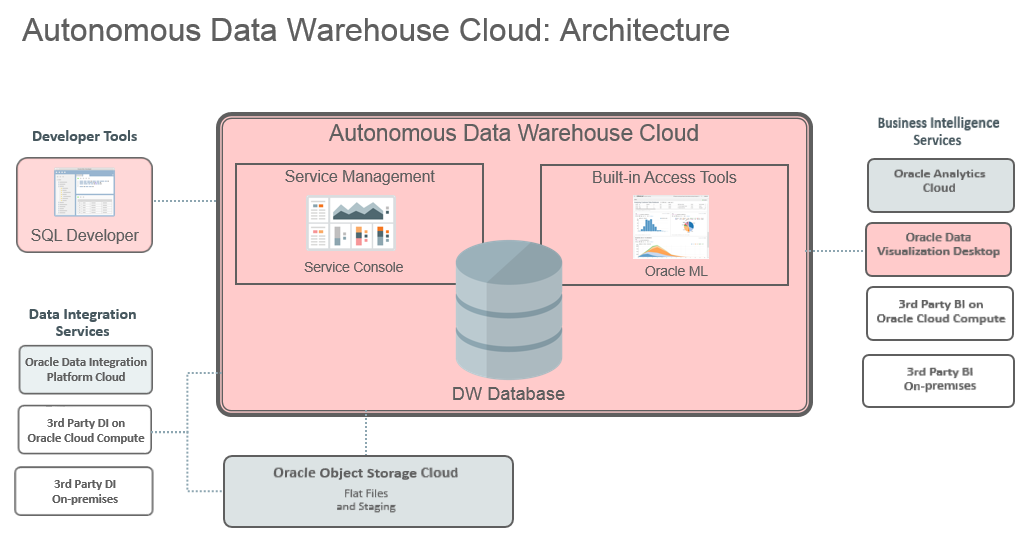 Autonomous Data Warehouse Cloud: Architecture
Developer Tools
SQL Developer
Data Integration
Services
Oracle Data Integration
Platform Cloud
3rd Party DI on
Oracle Cloud Compute
3rd Party DI
On-premises
Autonomous Data Warehouse Cloud
Service Management
Service Console
Built-in Access Tools
Oracle ML
DW Database
Oracle Object Storage Cloud
Flat Files
and Staging
Business Intelligence
Services
Oracle Analytics
Cloud
Oracle Data
Visualization Desktop
3rd Party BI on
Oracle Cloud Compute
3rd Party BI
On-premises